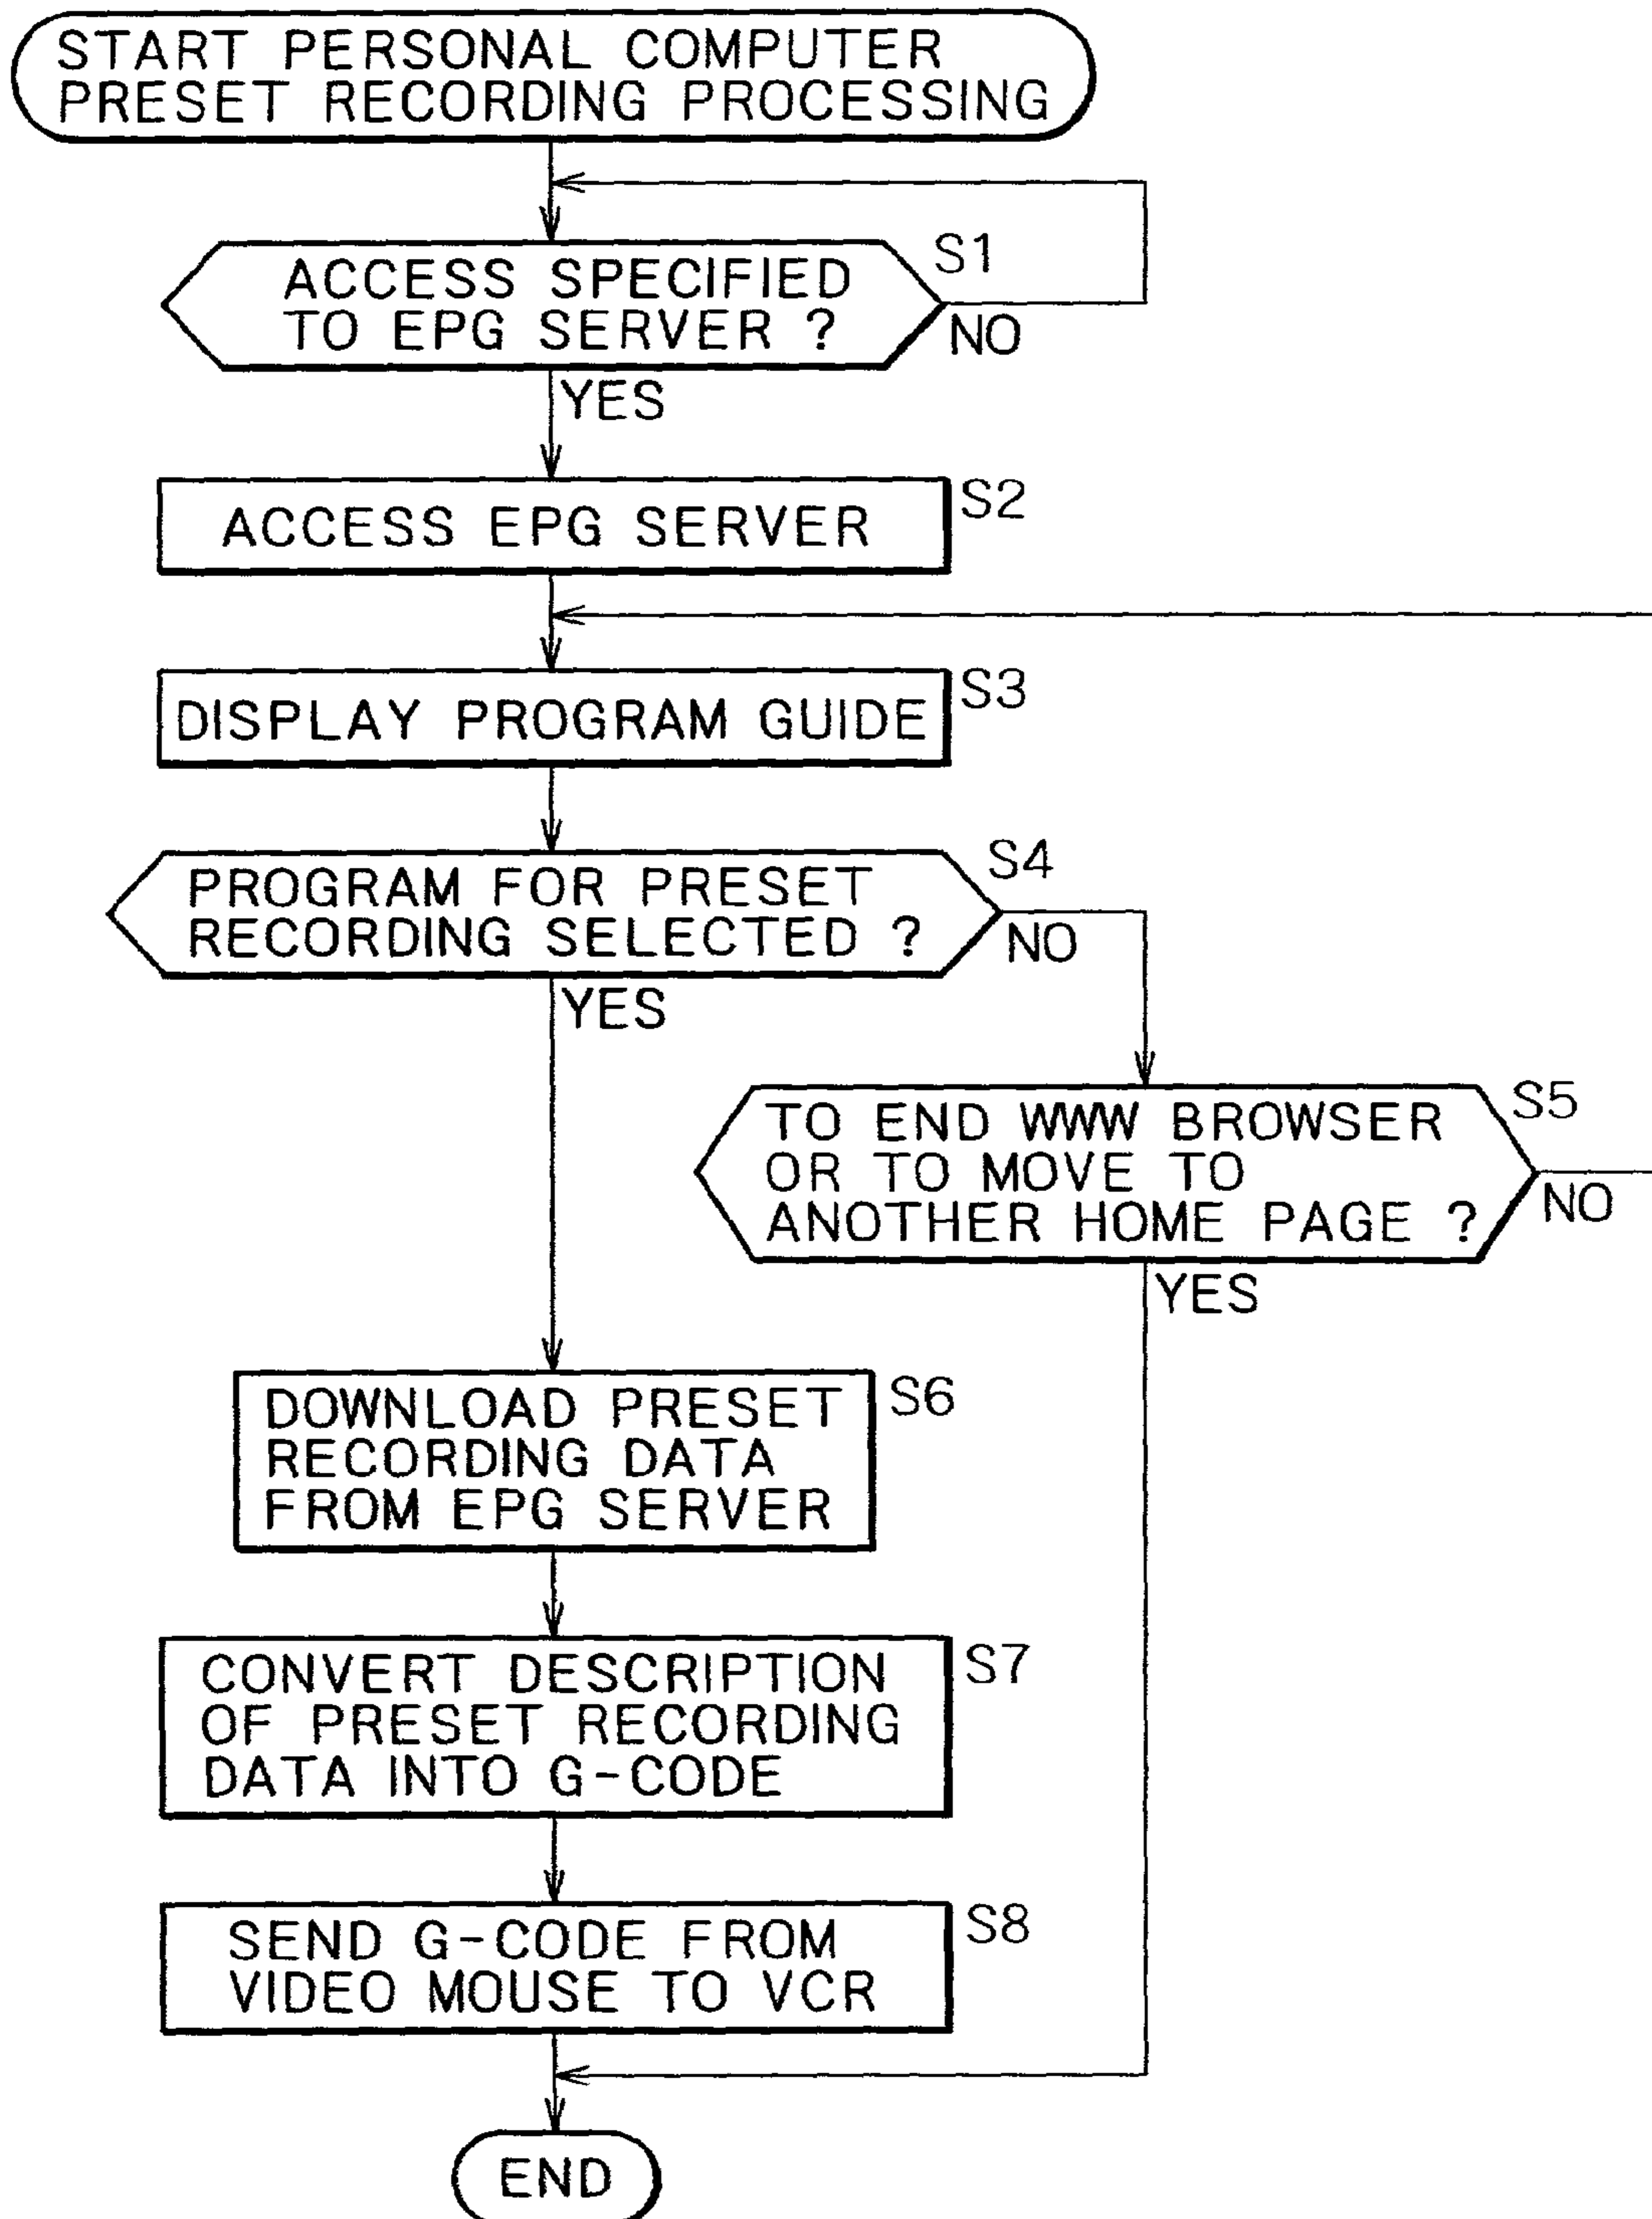 START PERSONAL COMPUTER
PRESET RECORDING PROCESSING
S1
ACCESS SPECIFIED
TO EPG SERVER ?
NO
YES
S2
ACCESS EPG SERVER
S3
DISPLAY PROGRAM GUIDE
S4
PROGRAM FOR PRESET
RECORDING SELECTED ?
NO
YES
S5
TO END WWW BROWSER
OR TO MOVE TO
ANOTHER HOME PAGE ?
NO
YES
S6
DOWNLOAD PRESET
RECORDING DATA
FROM EPG SERVER
S7
CONVERT DESCRIPTION
OF PRESET RECORDING
DATA INTO G-CODE
S8
SEND G-CODE FROM
VIDEO MOUSE TO VCR
END